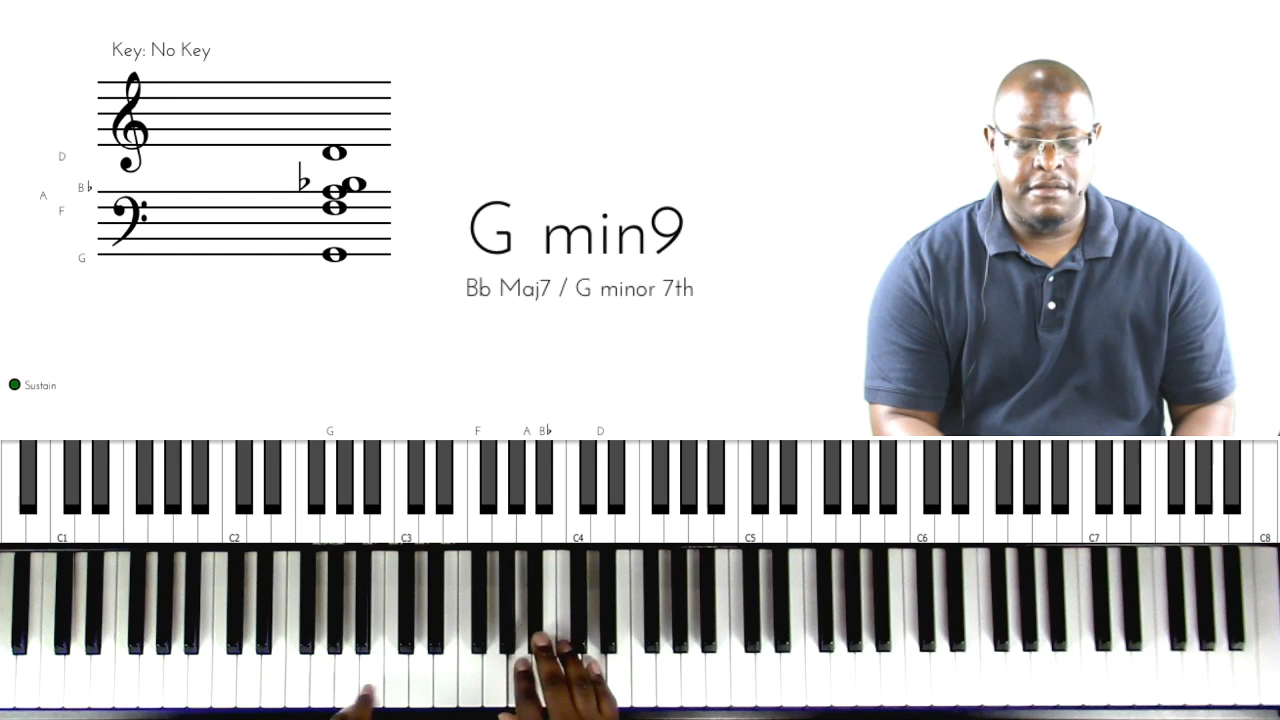 Key: No Key
D
B♭
A
F
G
G min9
Bb Maj7 / G minor 7th
Sustain
G F A B♭ D
C1 C2 C3 C4 C5 C6 C7 C8